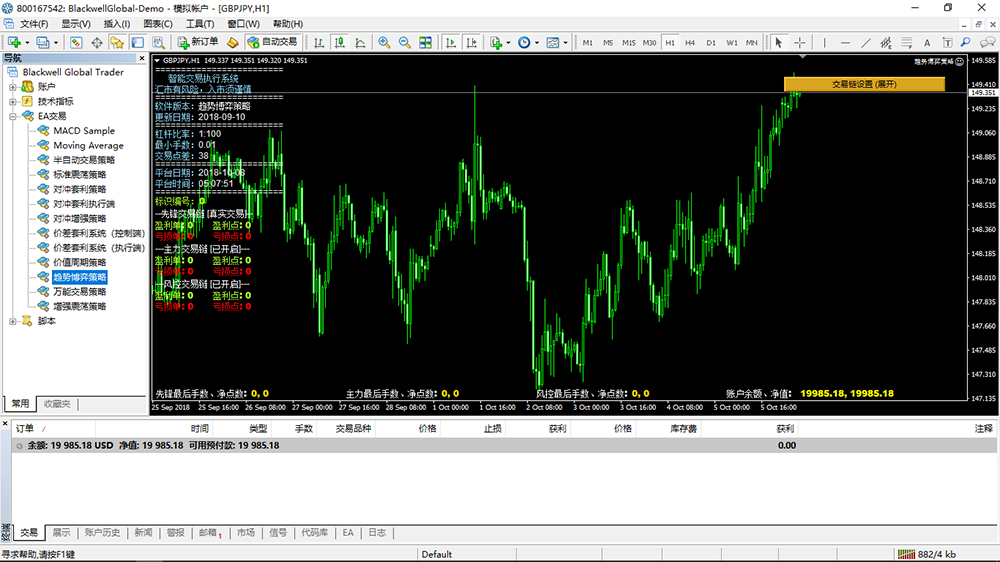 800167542: BlackwellGlobal-Demo - 模拟帐户 - [GBPJPY,H1]
文件(F) 显示(V) 插入(I) 图表(C) 工具(T) 窗口(W) 帮助(H)
新订单 自动交易 M1 M5 M15 M30 H1 H4 D1 W1 MN
导航
Blackwell Global Trader
账户
技术指标
EA交易
MACD Sample
Moving Average
半自动交易策略
标准震荡策略
对冲套利策略
对冲套利执行端
对冲增强策略
价差套利系统 (控制端)
价差套利系统 (执行端)
价值周期策略
趋势博弈策略
万能交易策略
增强震荡策略
脚本
常用 收藏夹
GBPJPY,H1 149.337 149.351 149.320 149.351
趋势博弈策略
交易链设置 (展开)
=========================
智能交易执行系统
汇市有风险，入市须谨慎
=========================
软件版本: 趋势博弈策略
更新日期: 2018-09-10
=========================
杠杆比率: 1:100
最小手数: 0.01
交易点差: 38
=========================
平台日期: 2018-10-08
平台时间: 05:07:51
=========================
标识编号: 0
---先锋交易链 [真实交易]---
盈利单: 0 盈利点: 0
亏损单: 0 亏损点: 0
---主力交易链 [已开启]---
盈利单: 0 盈利点: 0
亏损单: 0 亏损点: 0
---风控交易链 [已开启]---
盈利单: 0 盈利点: 0
亏损单: 0 亏损点: 0
先锋最后手数、净点数: 0, 0 主力最后手数、净点数: 0, 0 风控最后手数、净点数: 0, 0 账户余额、净值: 19985.18, 19985.18
149.585
149.410
149.351
149.235
149.060
148.885
148.710
148.535
148.360
148.185
148.010
147.835
147.660
147.485
147.310
147.135
25 Sep 2018 25 Sep 16:00 26 Sep 08:00 27 Sep 00:00 27 Sep 16:00 28 Sep 08:00 1 Oct 00:00 1 Oct 16:00 2 Oct 08:00 3 Oct 00:00 3 Oct 16:00 4 Oct 08:00 5 Oct 00:00 5 Oct 16:00
订单 / 时间 类型 手数 交易品种 价格 止损 获利 价格 库存费 获利 注释
余额: 19 985.18 USD 净值: 19 985.18 可用预付款: 19 985.18 0.00
交易 展示 账户历史 新闻 警报 邮箱1 市场 信号 代码库 EA 日志
寻求帮助,请按F1键 Default 882/4 kb